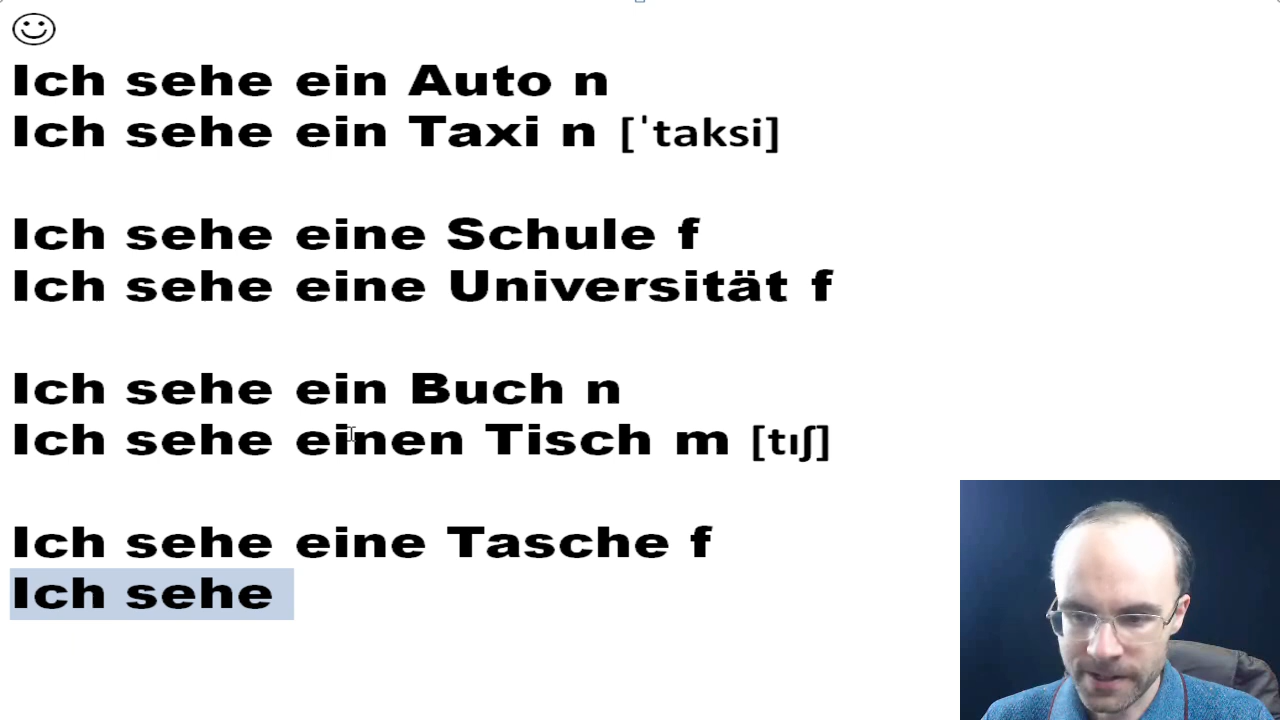 Ich sehe ein Auto n
Ich sehe ein Taxi n [ˈtaksi]
Ich sehe eine Schule f
Ich sehe eine Universität f
Ich sehe ein Buch n
Ich sehe einen Tisch m [tıʃ]
Ich sehe eine Tasche f
Ich sehe